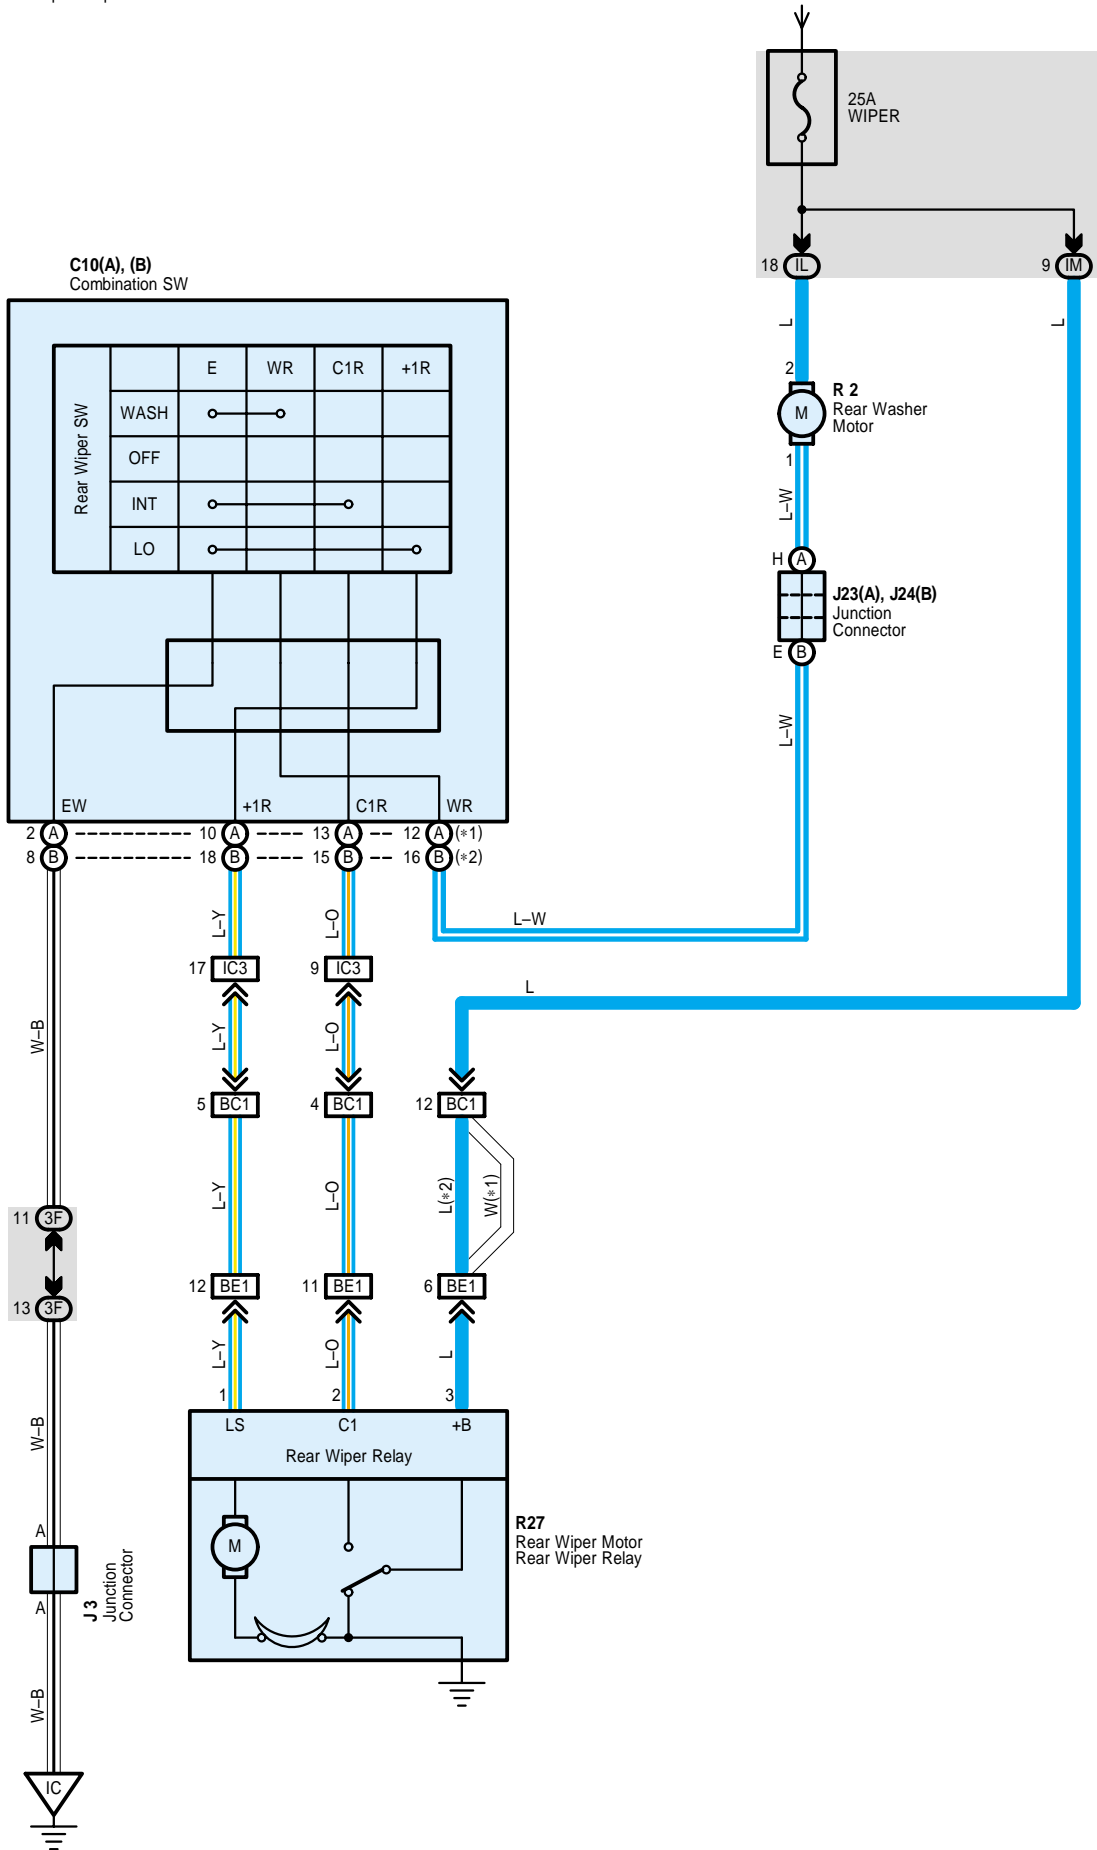 25A
WIPER
18 IL
9 IM
C10(A), (B)
Combination SW
L
L
Rear Wiper SW
E WR C1R +1R
WASH
OFF
INT
LO
2
M
R 2
Rear Washer
Motor
1
L–W
H A
J23(A), J24(B)
Junction
Connector
E B
L–W
EW +1R C1R WR
2 A 10 A 13 A 12 A (*1)
8 B 18 B 15 B 16 B (*2)
L–Y L–O L–W
17 IC3 9 IC3
L
W–B L–Y L–O
5 BC1 4 BC1 12 BC1
L–Y L–O L(*2) W(*1)
11 3F
12 BE1 11 BE1 6 BE1
13 3F
L–Y L–O L
1 2 3
LS C1 +B
W–B
Rear Wiper Relay
A
M
R27
Rear Wiper Motor
Rear Wiper Relay
J 3
Junction
Connector
A
W–B
IC